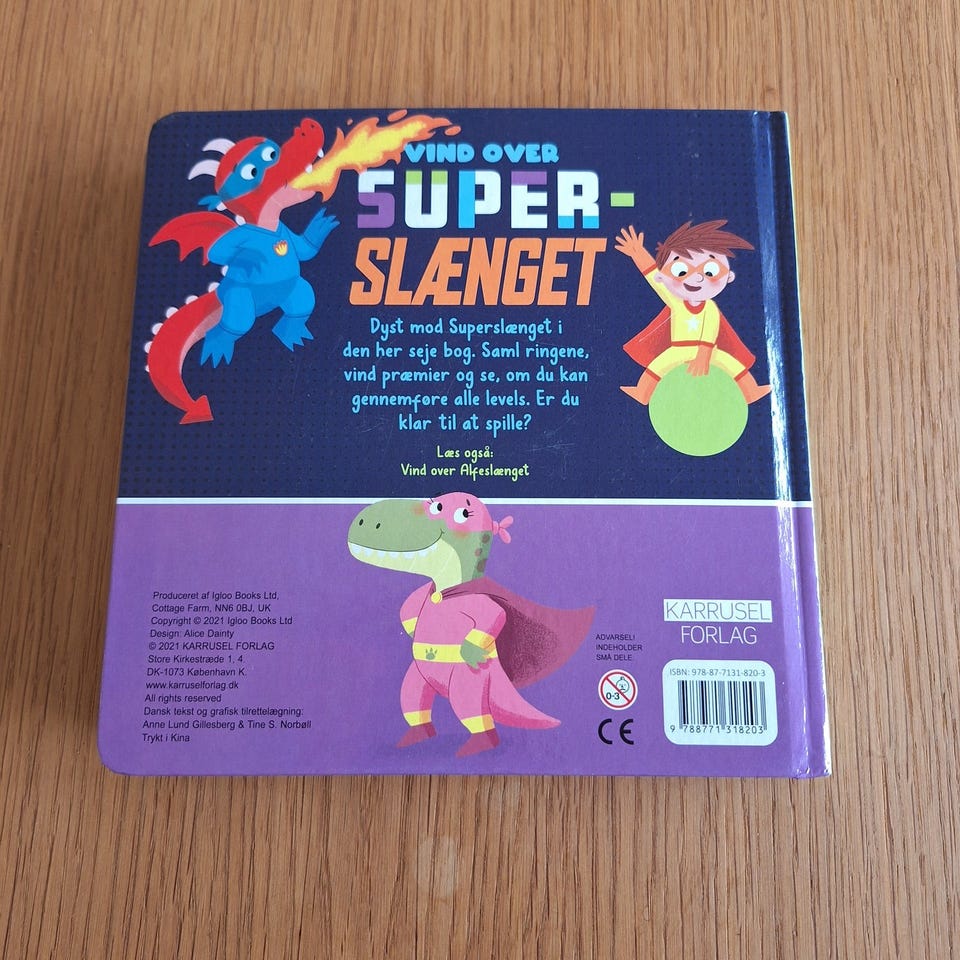 VIND OVER
SUPER-
SLÆNGET
Dyst mod Superslænget i
den her seje bog. Saml ringene,
vind præmier og se, om du kan
gennemføre alle levels. Er du
klar til at spille?
Læs også:
Vind over Alfeslænget
Produceret af Igloo Books Ltd,
Cottage Farm, NN6 0BJ, UK
Copyright © 2021 Igloo Books Ltd
Design: Alice Dainty
© 2021 KARRUSEL FORLAG
Store Kirkestræde 1, 4.
DK-1073 København K.
www.karruselforlag.dk
All rights reserved
Dansk tekst og grafisk tilrettelægning:
Anne Lund Gillesberg & Tine S. Norbøll
Trykt i Kina
ADVARSEL!
INDEHOLDER
SMÅ DELE.
0-3
CE
KARRUSEL
FORLAG
ISBN: 978-87-7131-820-3
9 788771 318203